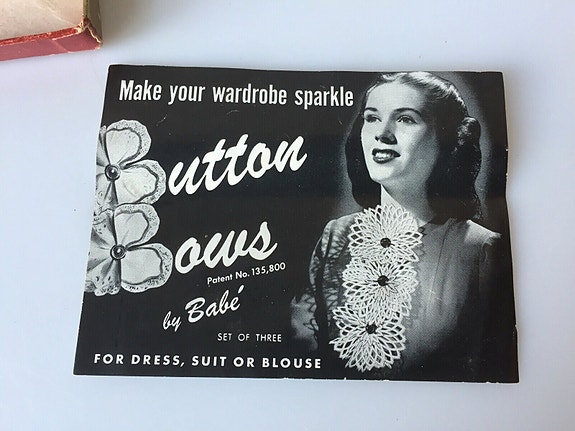 Make your wardrobe sparkle
Button
Bows
Patent No. 135,800
by Babé
SET OF THREE
FOR DRESS, SUIT OR BLOUSE